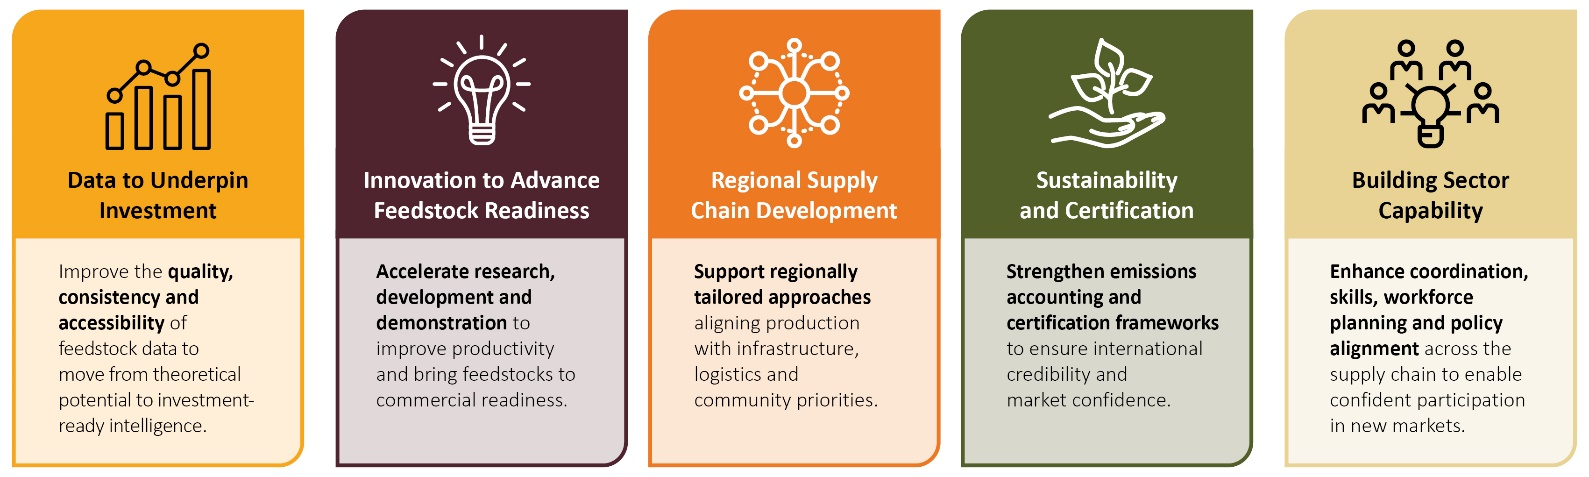 Data to Underpin
Investment
Improve the quality,
consistency and
accessibility of
feedstock data to
move from theoretical
potential to investment-
ready intelligence.
Innovation to Advance
Feedstock Readiness
Accelerate research,
development and
demonstration to
improve productivity
and bring feedstocks to
commercial readiness.
Regional Supply
Chain Development
Support regionally
tailored approaches
aligning production
with infrastructure,
logistics and
community priorities.
Sustainability
and Certification
Strengthen emissions
accounting and
certification frameworks
to ensure international
credibility and
market confidence.
Building Sector
Capability
Enhance coordination,
skills, workforce
planning and policy
alignment across the
supply chain to enable
confident participation
in new markets.